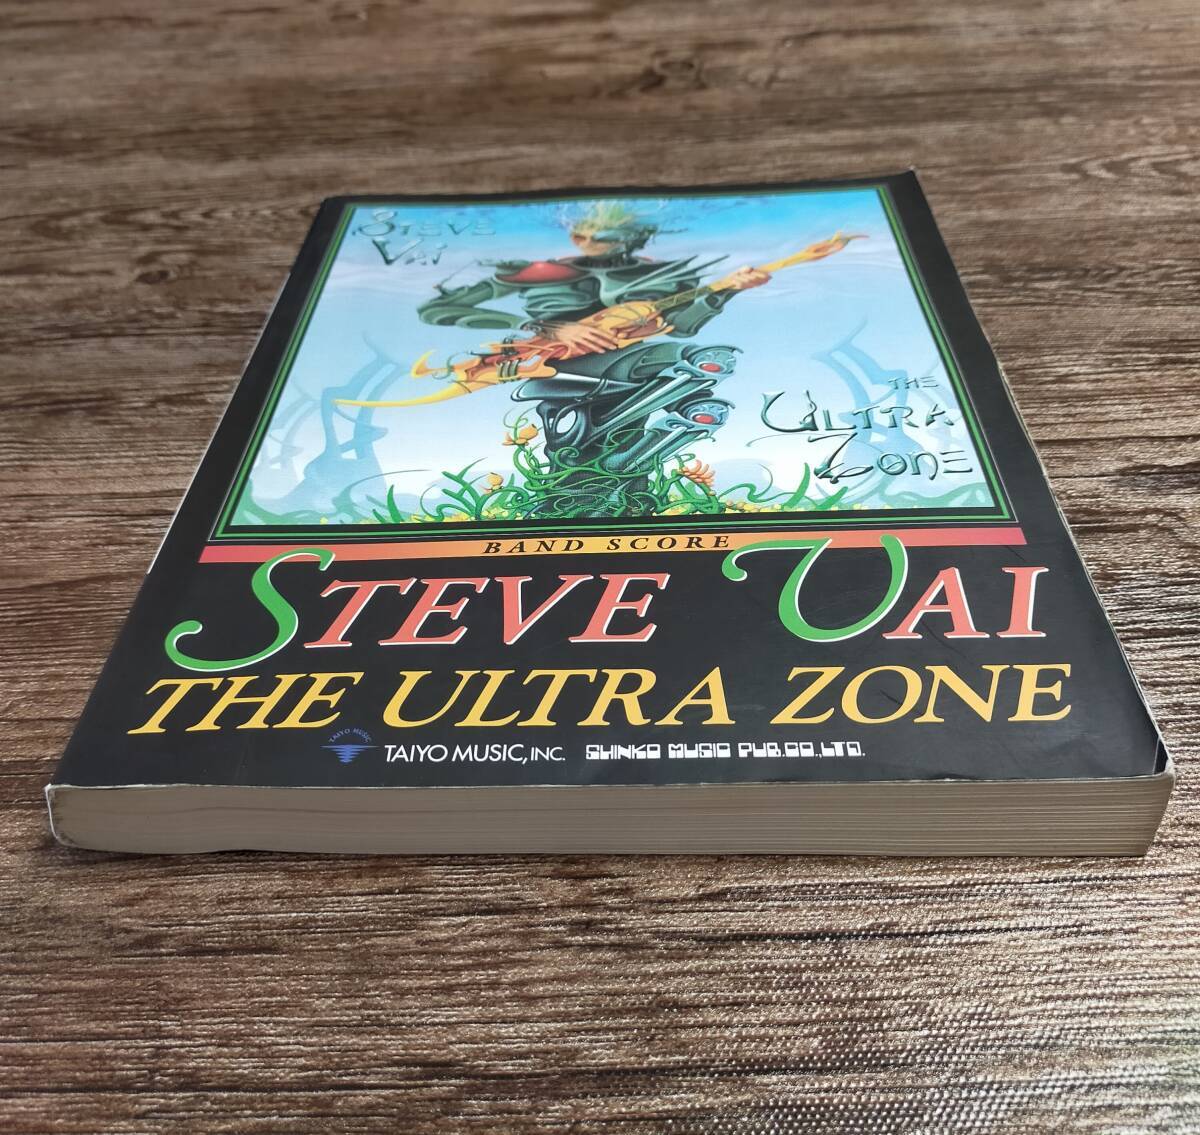 STEVE
VAI
THE
ULTRA
ZONE
BAND SCORE
STEVE VAI
THE ULTRA ZONE
TAIYO MUSIC
TAIYO MUSIC, INC. SHINKO MUSIC PUB.CO.,LTD.